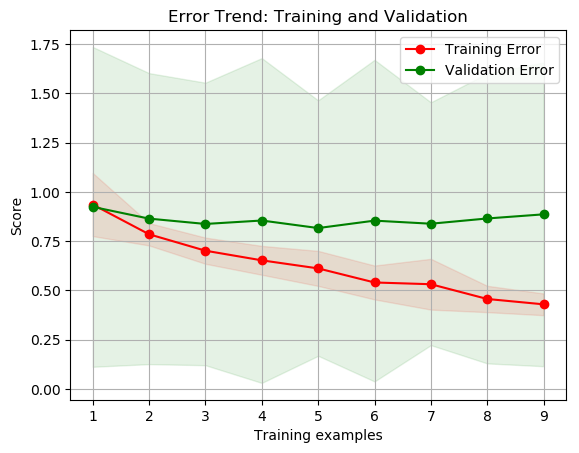 Error Trend: Training and Validation
Training Error
Validation Error
Score
1.75
1.50
1.25
1.00
0.75
0.50
0.25
0.00
1 2 3 4 5 6 7 8 9
Training examples